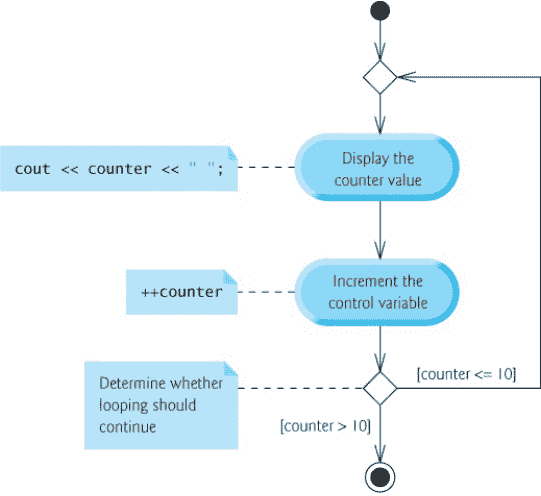 Display the
counter value
cout << counter << " ";
Increment the
control variable
++counter
Determine whether
looping should
continue
[counter <= 10]
[counter > 10]